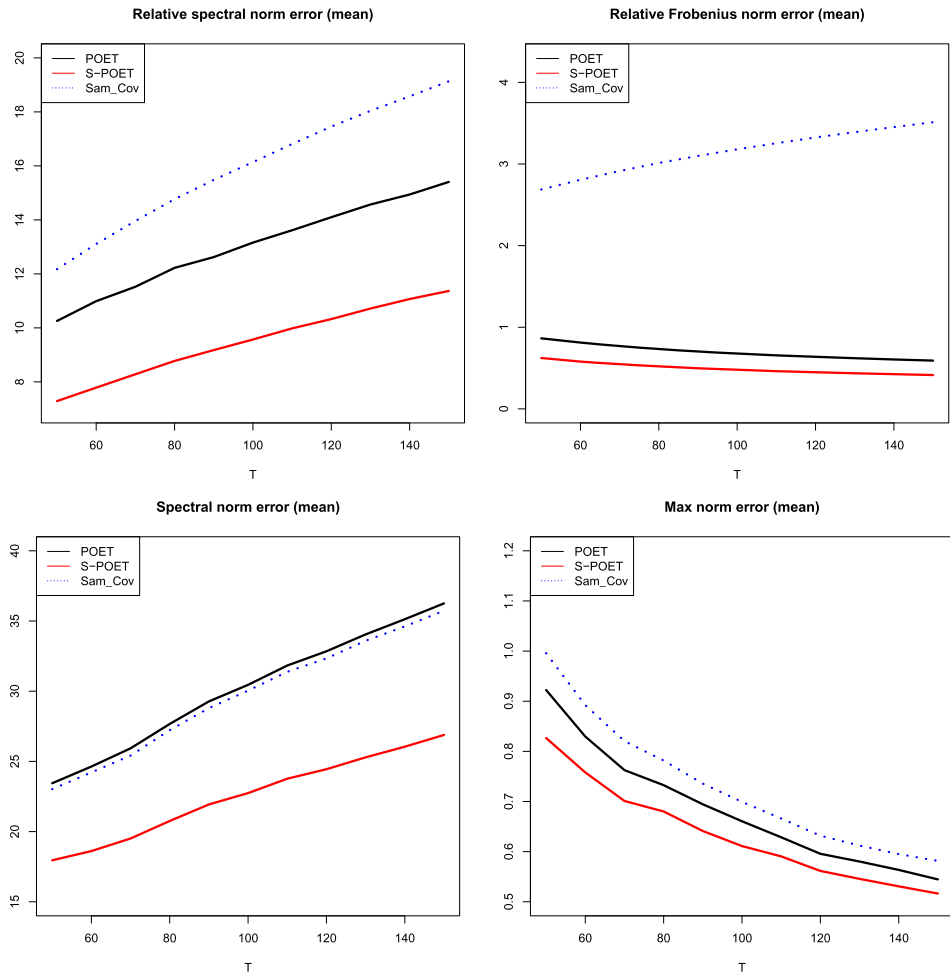 Relative spectral norm error (mean)
POET
S−POET
Sam_Cov
20
18
16
14
12
10
8
60 80 100 120 140
T
Relative Frobenius norm error (mean)
POET
S−POET
Sam_Cov
4
3
2
1
0
60 80 100 120 140
T
Spectral norm error (mean)
POET
S−POET
Sam_Cov
40
35
30
25
20
15
60 80 100 120 140
T
Max norm error (mean)
POET
S−POET
Sam_Cov
1.2
1.1
1.0
0.9
0.8
0.7
0.6
0.5
60 80 100 120 140
T